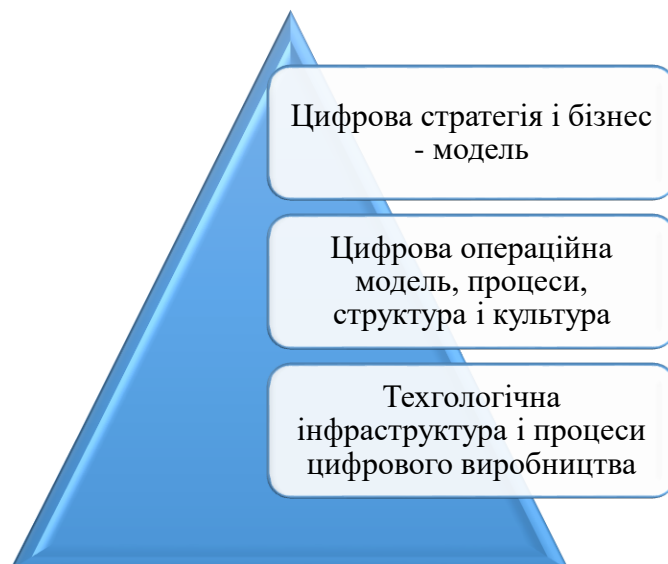 Цифрова стратегія і бізнес
- модель
Цифрова операційна
модель, процеси,
структура і культура
Техгологічна
інфраструктура і процеси
цифрового виробництва